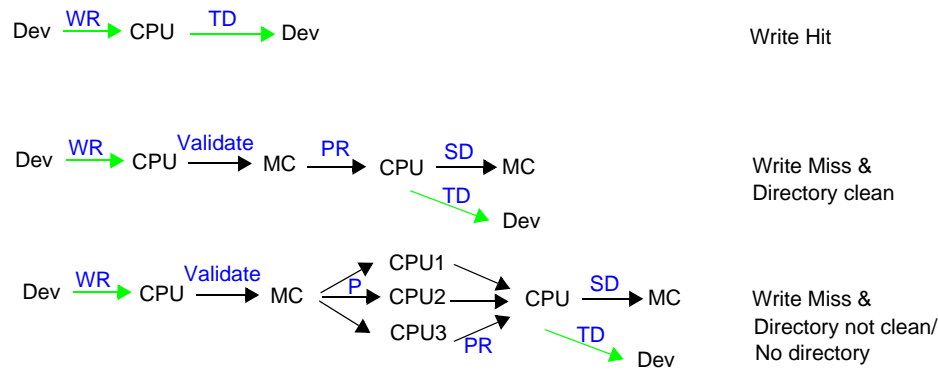 Dev WR CPU TD Dev Write Hit
Dev WR CPU Validate MC PR CPU SD MC Write Miss &
Directory clean
TD
Dev
Dev WR CPU Validate MC P CPU1 CPU2 CPU3 PR CPU SD MC Write Miss &
Directory not clean/
No directory
TD
Dev